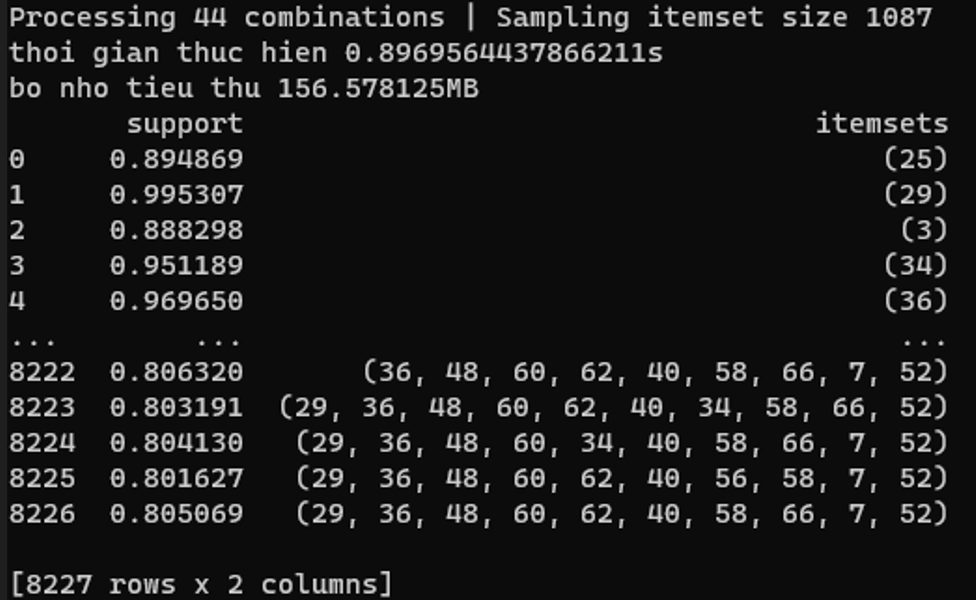 Processing 44 combinations | Sampling itemset size 1087
thoi gian thuc hien 0.8969564437866211s
bo nho tieu thu 156.578125MB
support itemsets
0 0.894869 (25)
1 0.995307 (29)
2 0.888298 (3)
3 0.951189 (34)
4 0.969650 (36)
... ... ...
8222 0.806320 (36, 48, 60, 62, 40, 58, 66, 7, 52)
8223 0.803191 (29, 36, 48, 60, 62, 40, 34, 58, 66, 52)
8224 0.804130 (29, 36, 48, 60, 34, 40, 58, 66, 7, 52)
8225 0.801627 (29, 36, 48, 60, 62, 40, 56, 58, 7, 52)
8226 0.805069 (29, 36, 48, 60, 62, 40, 58, 66, 7, 52)
[8227 rows x 2 columns]